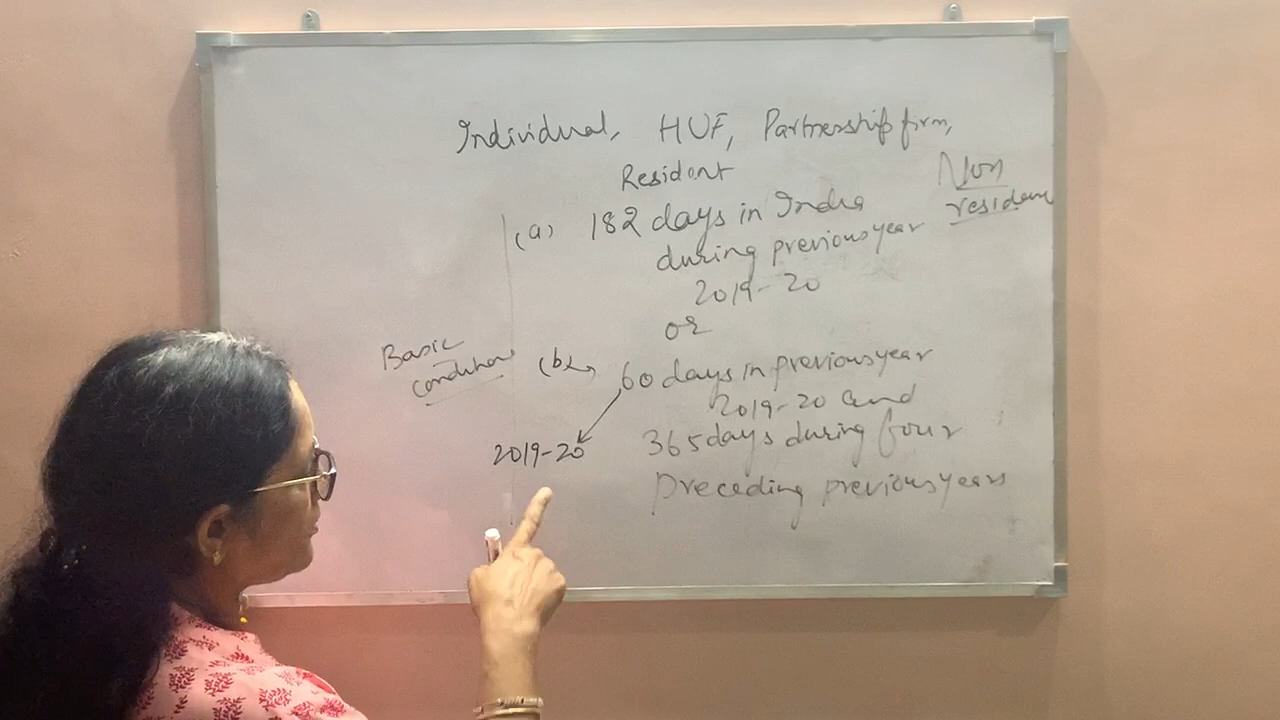 Individual, HUF, Partnership firm,
Resident
Non
resident
(a) 182 days in India
during previous year
2019-20
or
Basic
conditions
(b) 60 days in previous year
2019-20 and
2019-20
365 days during four
preceding previous years